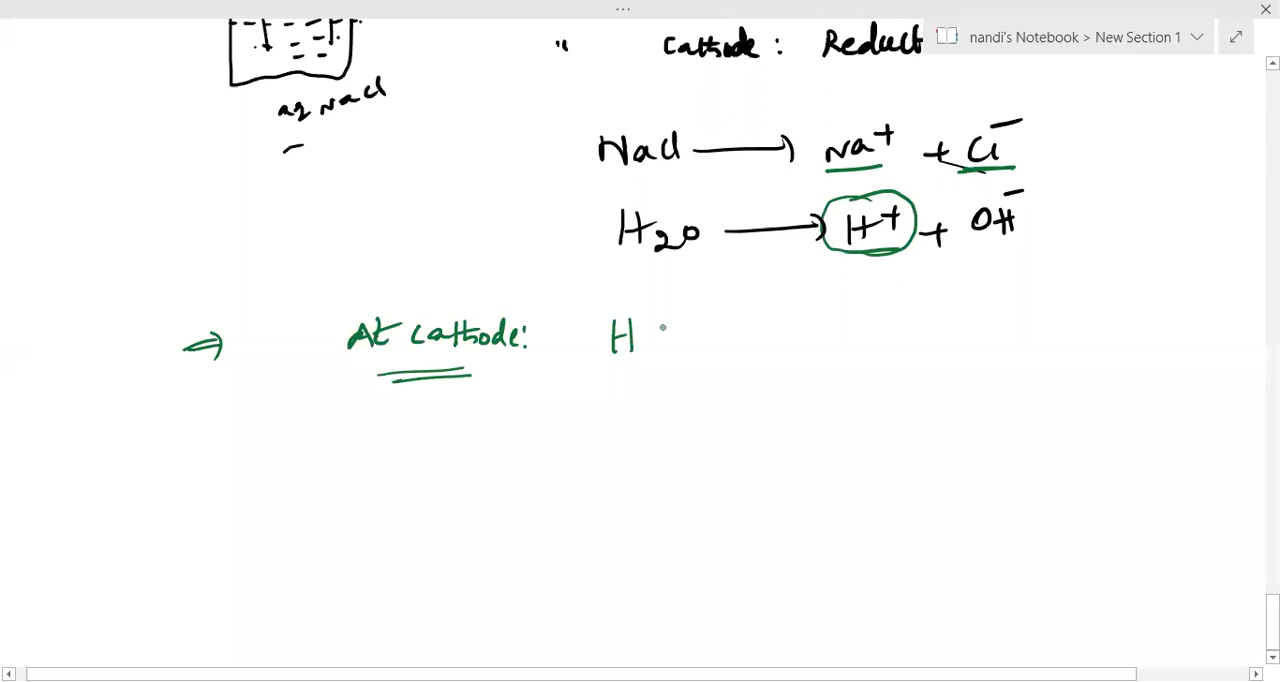 ...
" Cathode : Reduct
nandi's Notebook > New Section 1
aq NaCl
NaCl → Na⁺ + Cl⁻
H₂O → H⁺ + OH⁻
⇒ At cathode: H